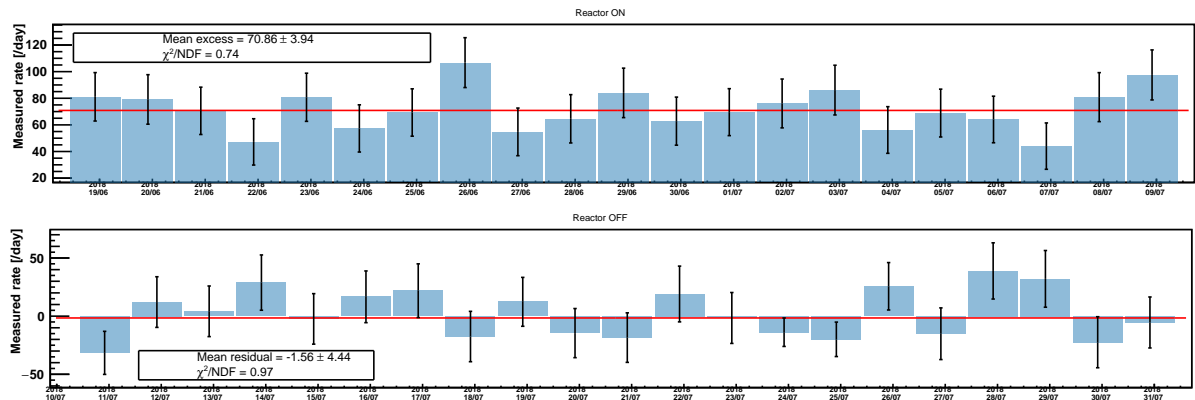 Reactor ON
Measured rate [/day]
120
100
80
60
40
20
Mean excess = 70.86 ± 3.94
χ²/NDF = 0.74
2018 2018 2018 2018 2018 2018 2018 2018 2018 2018 2018 2018 2018 2018 2018 2018 2018 2018 2018 2018 2018
19/06 20/06 21/06 22/06 23/06 24/06 25/06 26/06 27/06 28/06 29/06 30/06 01/07 02/07 03/07 04/07 05/07 06/07 07/07 08/07 09/07
Reactor OFF
Measured rate [/day]
50
0
−50
Mean residual = -1.56 ± 4.44
χ²/NDF = 0.97
2018 2018 2018 2018 2018 2018 2018 2018 2018 2018 2018 2018 2018 2018 2018 2018 2018 2018 2018 2018 2018 2018
10/07 11/07 12/07 13/07 14/07 15/07 16/07 17/07 18/07 19/07 20/07 21/07 22/07 23/07 24/07 25/07 26/07 27/07 28/07 29/07 30/07 31/07